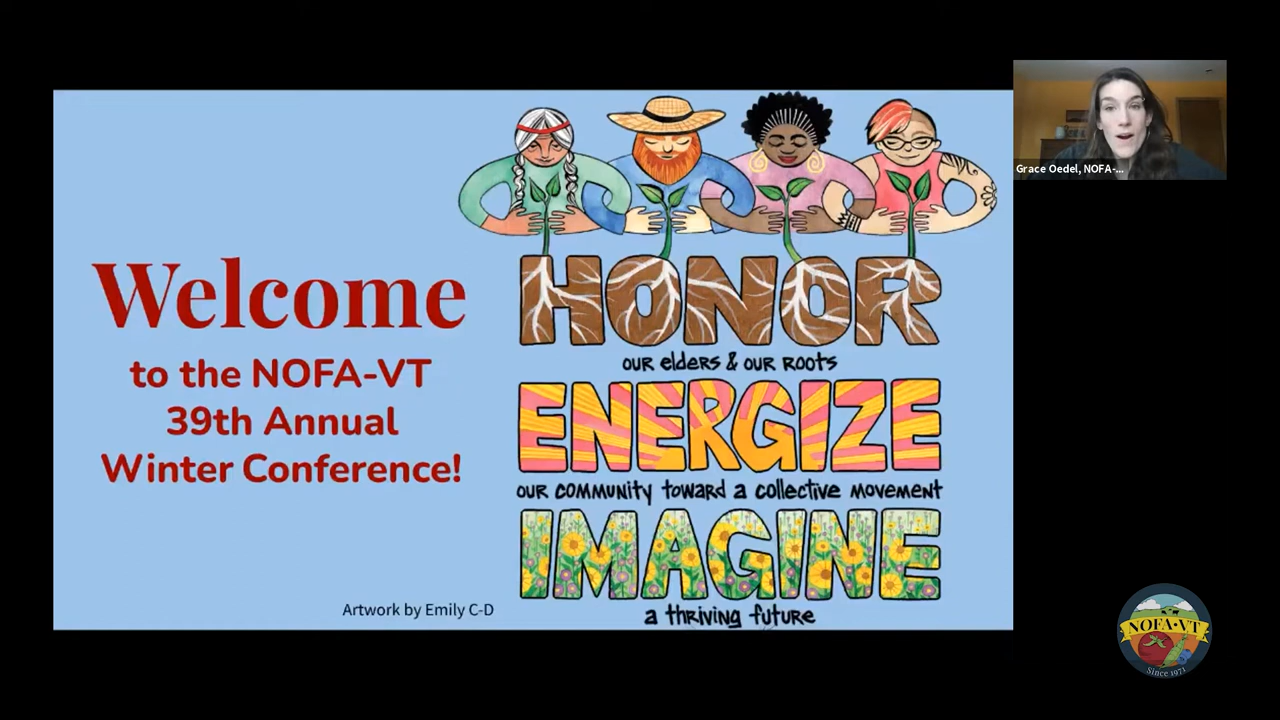 Welcome
to the NOFA-VT
39th Annual
Winter Conference!
HONOR
our elders & our roots
ENERGIZE
our community toward a collective movement
IMAGINE
a thriving future
Artwork by Emily C-D
Grace Oedel, NOFA-...
NOFA•VT
Since 1971